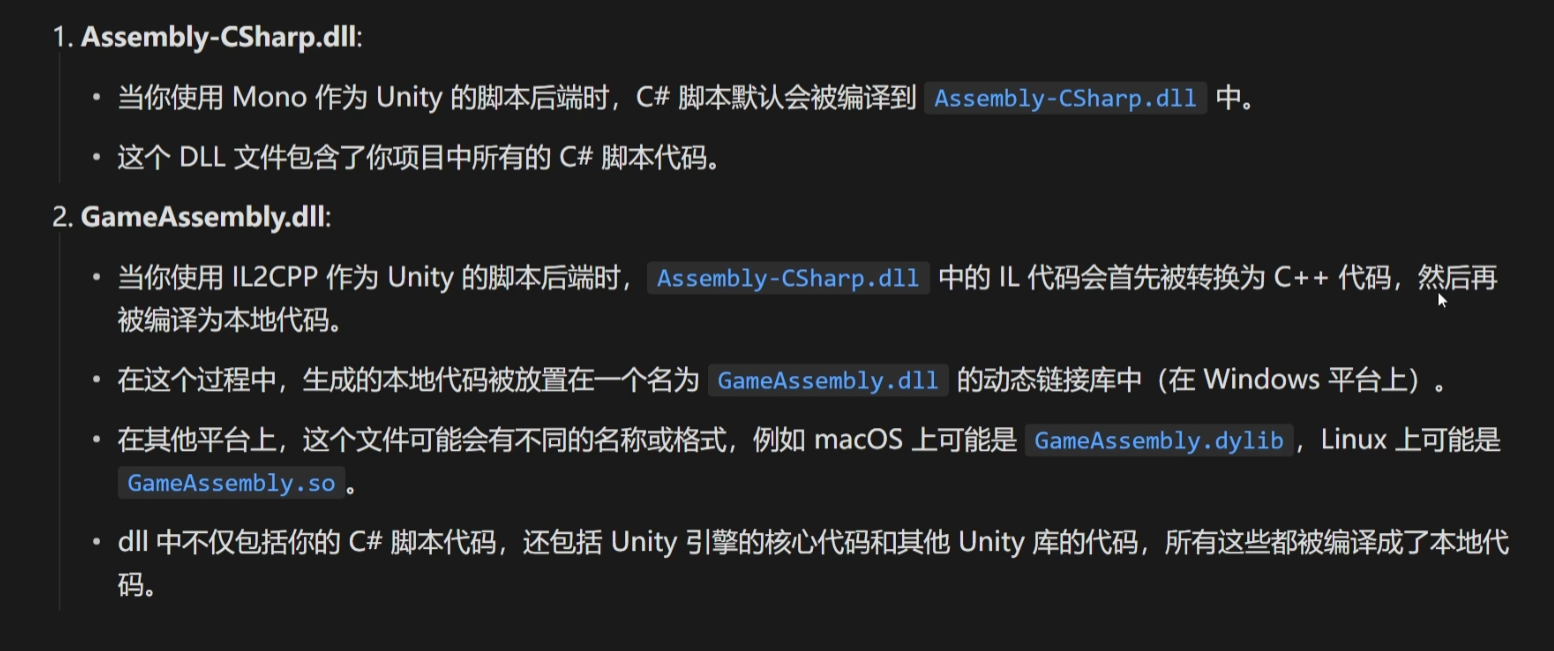 1. Assembly-CSharp.dll:
• 当你使用 Mono 作为 Unity 的脚本后端时，C# 脚本默认会被编译到 Assembly-CSharp.dll 中。
• 这个 DLL 文件包含了你项目中所有的 C# 脚本代码。
2. GameAssembly.dll:
• 当你使用 IL2CPP 作为 Unity 的脚本后端时，Assembly-CSharp.dll 中的 IL 代码会首先被转换为 C++ 代码，然后再
被编译为本地代码。
• 在这个过程中，生成的本地代码被放置在一个名为 GameAssembly.dll 的动态链接库中（在 Windows 平台上）。
• 在其他平台上，这个文件可能会有不同的名称或格式，例如 macOS 上可能是 GameAssembly.dylib，Linux 上可能是
GameAssembly.so。
• dll 中不仅包括你的 C# 脚本代码，还包括 Unity 引擎的核心代码和其他 Unity 库的代码，所有这些都被编译成了本地代
码。